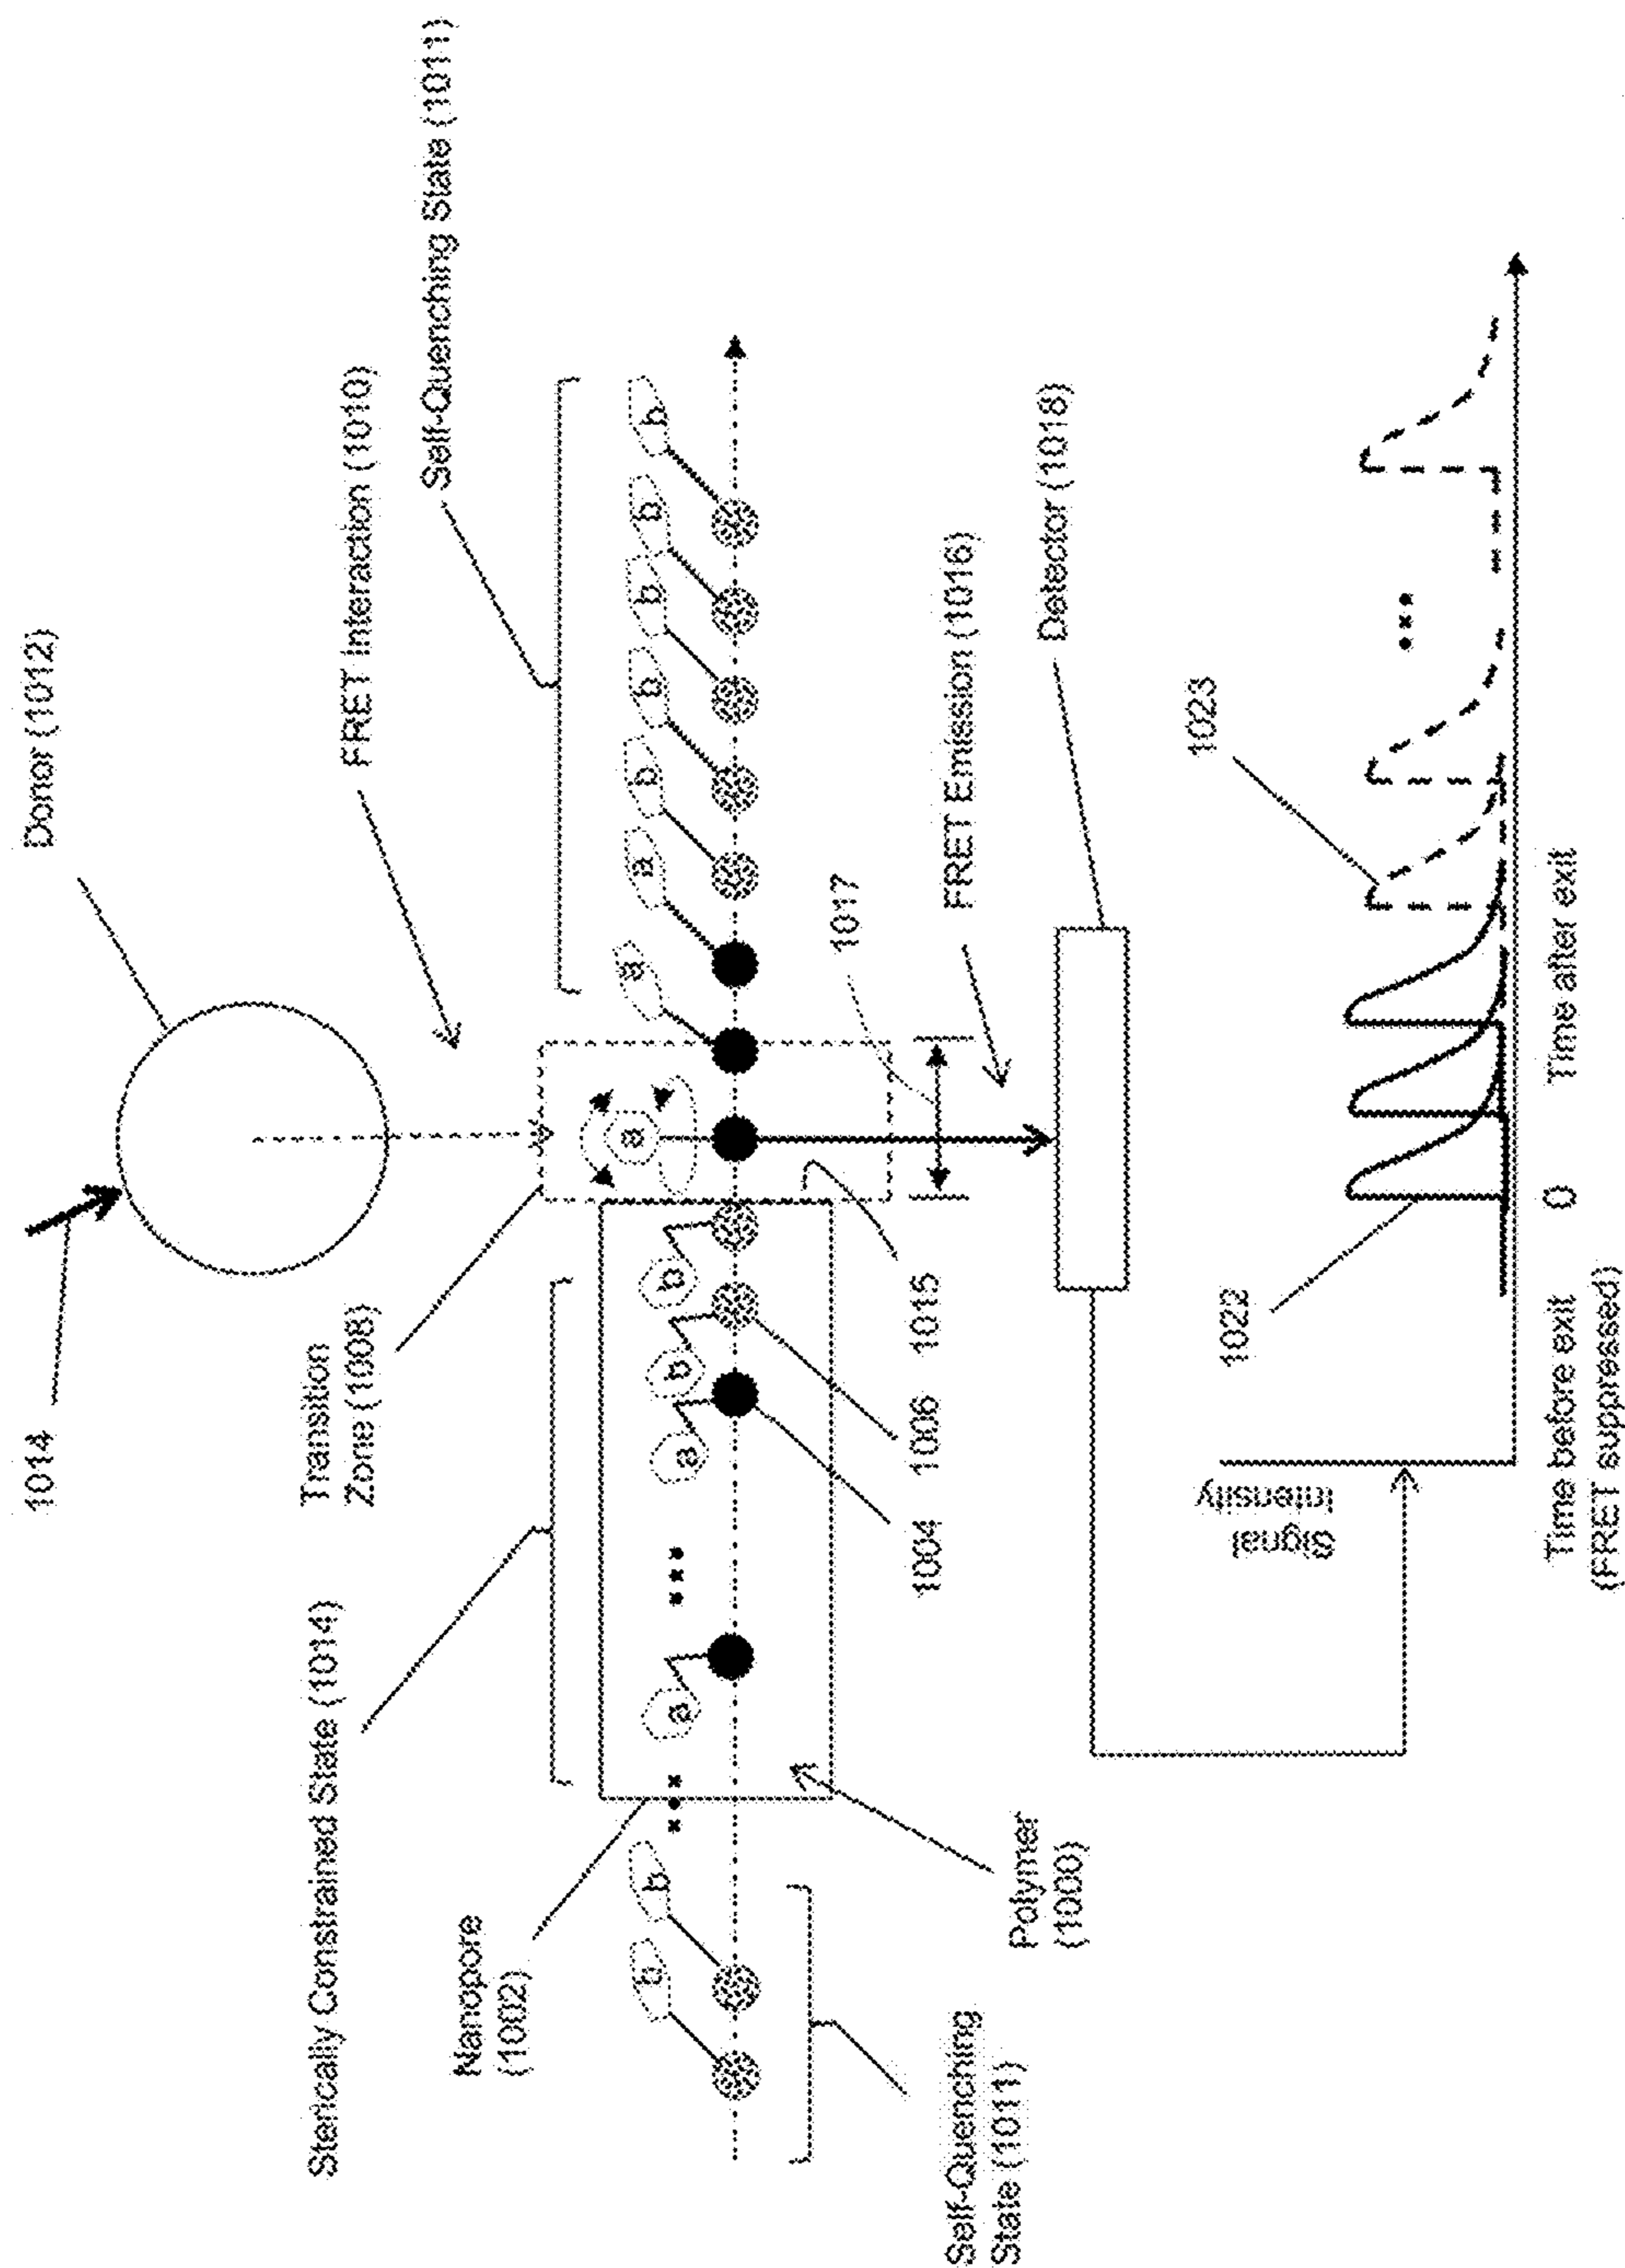 1014
Donor (1012)
Transition
Zone (1008)
FRET Interaction (1010)
Sterically Constrained State (1014)
Self-Quenching State (1011)
Nanopore
(1002)
b
b
a
a
b
b
a
a
a
b
b
b
b
b
Polymer
(1000)
Self-Quenching
State (1011)
1004
1006
1015
1017
FRET Emission (1016)
Detector (1018)
Signal
Intensity
1022
1023
Time before exit
(FRET suppressed)
0
Time after exit